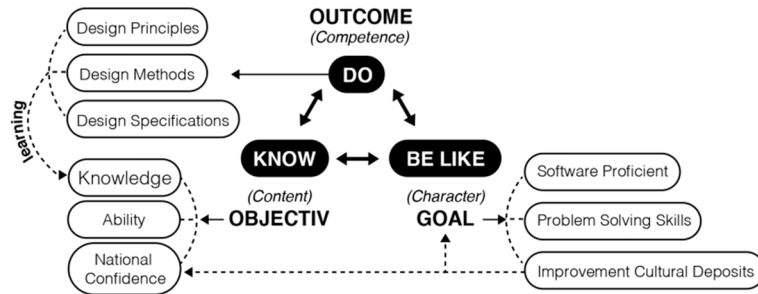 OUTCOME
(Competence)
DO
Design Principles
Design Methods
Design Specifications
learning
KNOW
BE LIKE
Knowledge
Ability
National
Confidence
(Content)
OBJECTIV
(Character)
GOAL
Software Proficient
Problem Solving Skills
Improvement Cultural Deposits